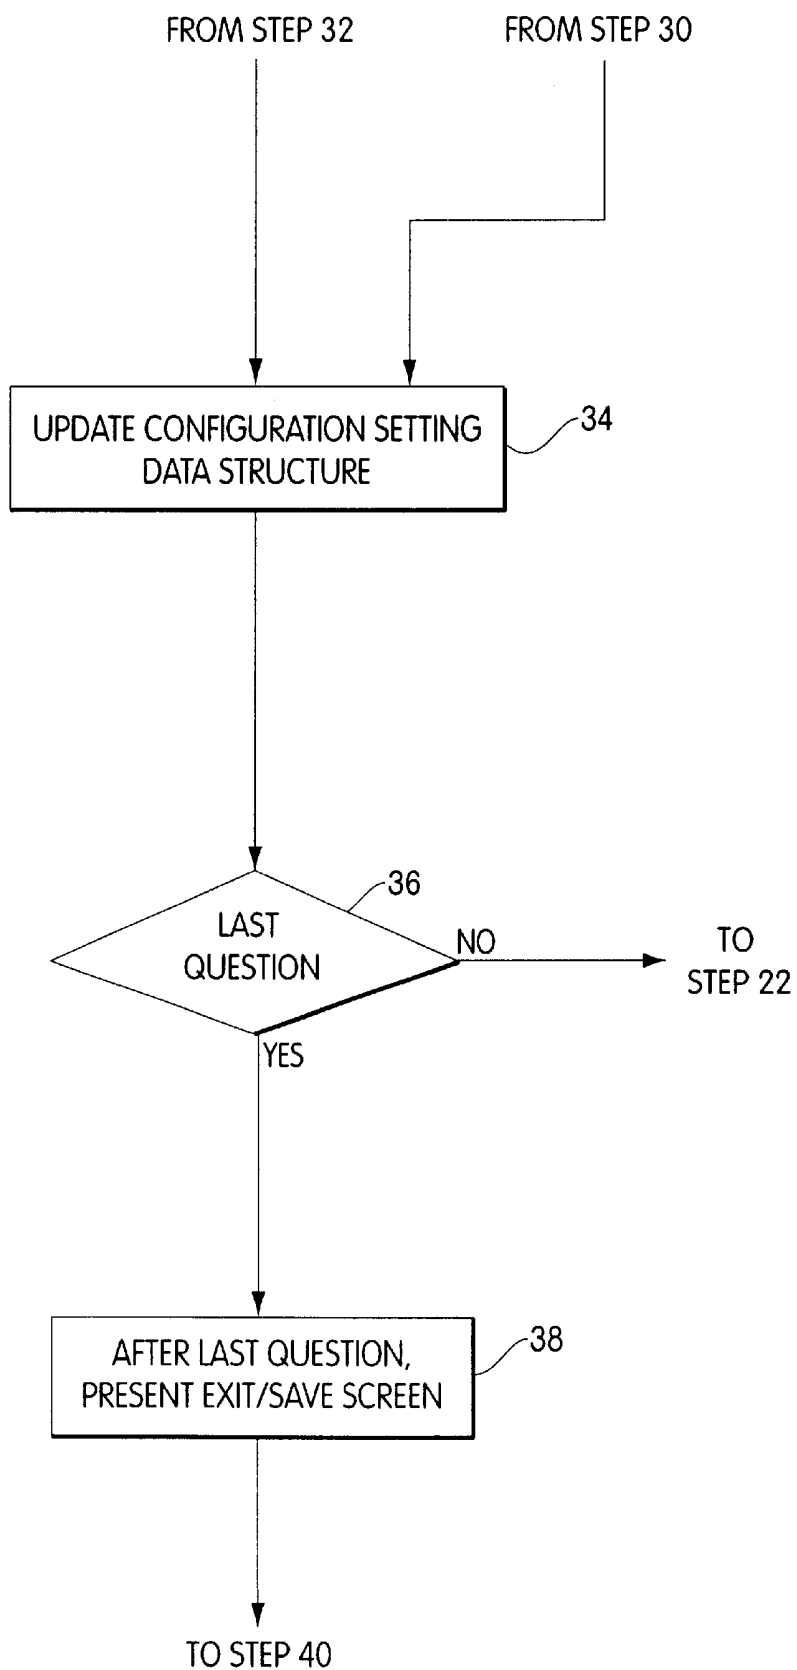 FROM STEP 32
FROM STEP 30
UPDATE CONFIGURATION SETTING
DATA STRUCTURE
34
36
LAST
QUESTION
NO
TO
STEP 22
YES
38
AFTER LAST QUESTION,
PRESENT EXIT/SAVE SCREEN
TO STEP 40